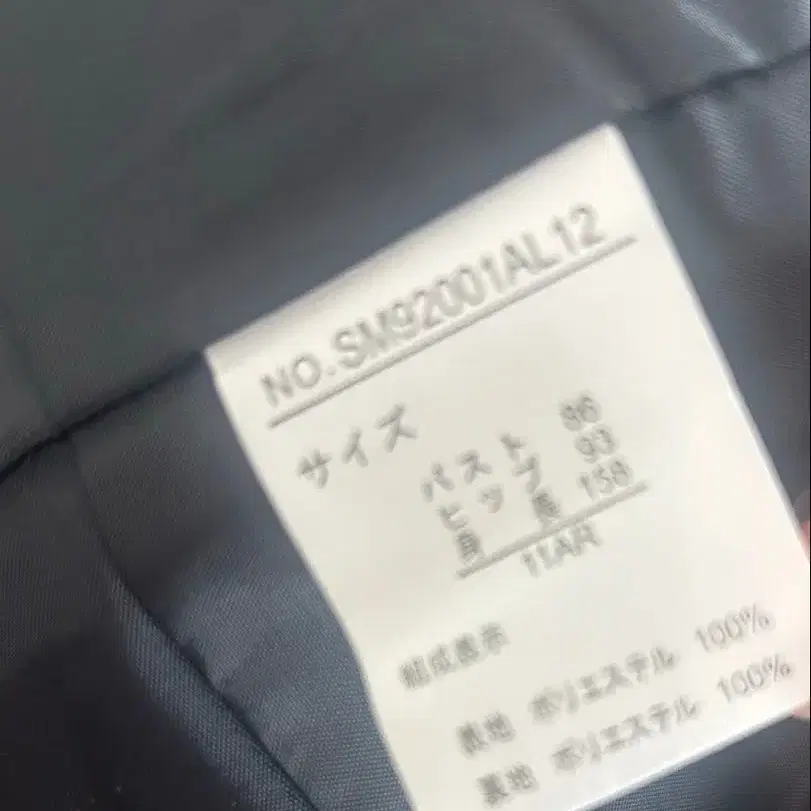 NO.SM92001AL12
サイズ
バスト 86
ヒップ 93
身長 158
11AR
組成表示
表地 ポリエステル 100%
裏地 ポリエステル 100%